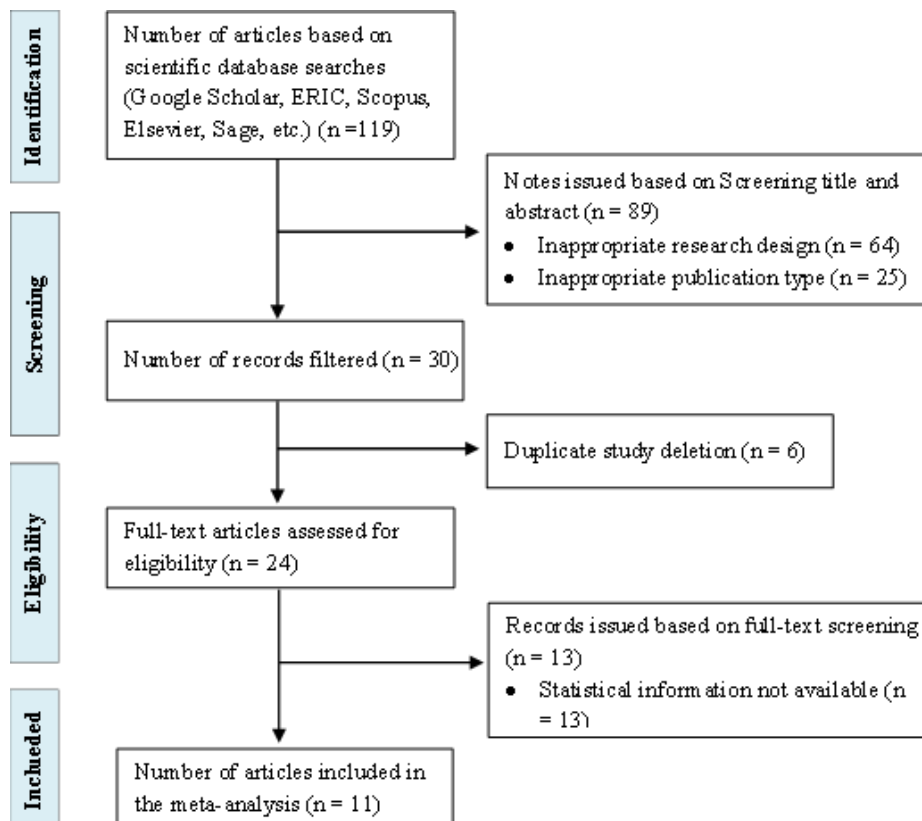 Identification
Number of articles based on
scientific database searches
(Google Scholar, ERIC, Scopus,
Elsevier, Sage, etc.) (n =119)
Notes issued based on Screening title and
abstract (n = 89)
• Inappropriate research design (n = 64)
• Inappropriate publication type (n = 25)
Screening
Number of records filtered (n = 30)
Duplicate study deletion (n = 6)
Eligibility
Full-text articles assessed for
eligibility (n = 24)
Records issued based on full-text screening
(n = 13)
• Statistical information not available (n
= 13)
Inclueded
Number of articles included in
the meta-analysis (n = 11)